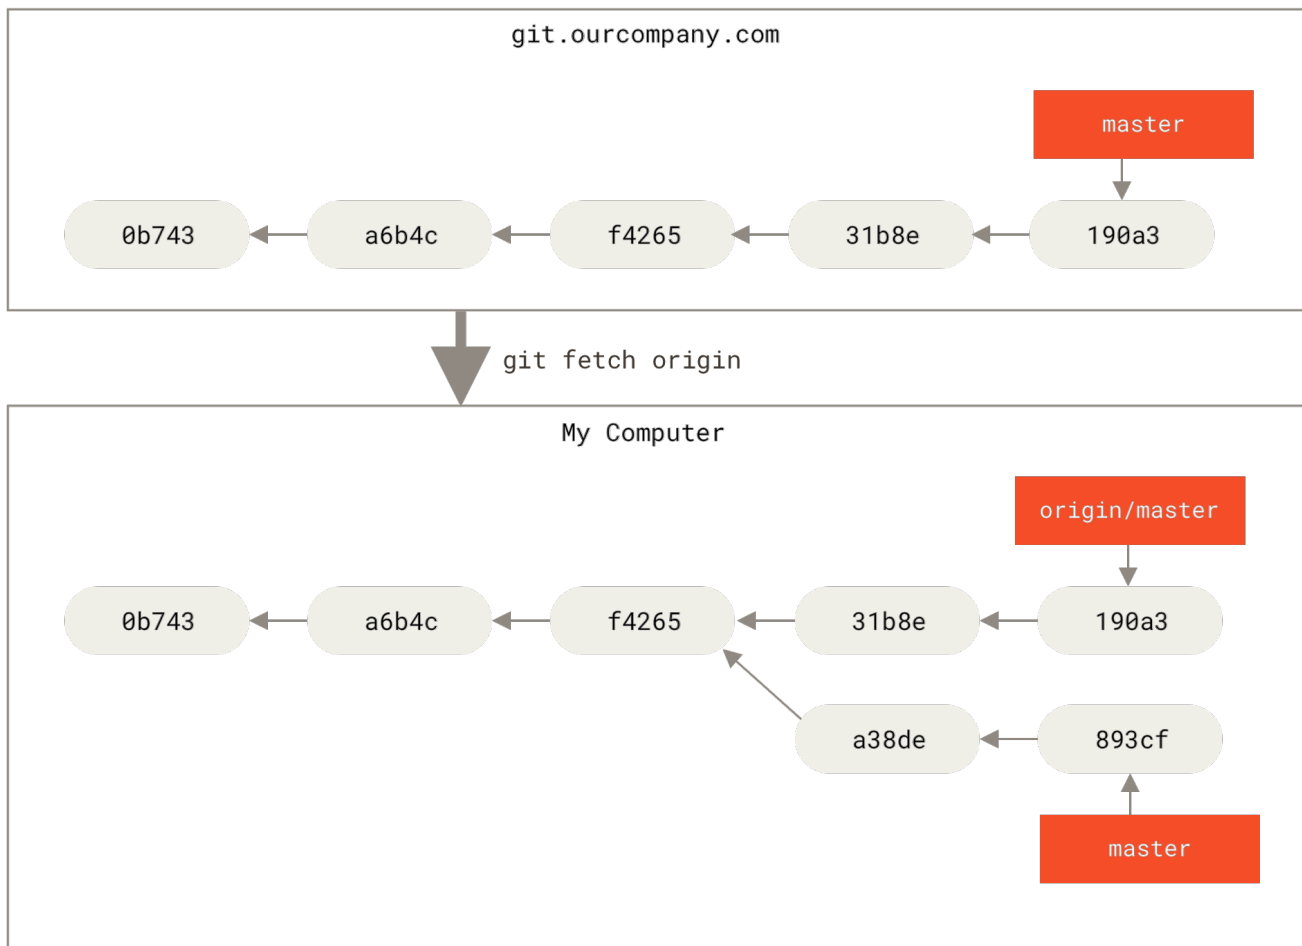 git.ourcompany.com
master
0b743
a6b4c
f4265
31b8e
190a3
git fetch origin
My Computer
origin/master
0b743
a6b4c
f4265
31b8e
190a3
a38de
893cf
master